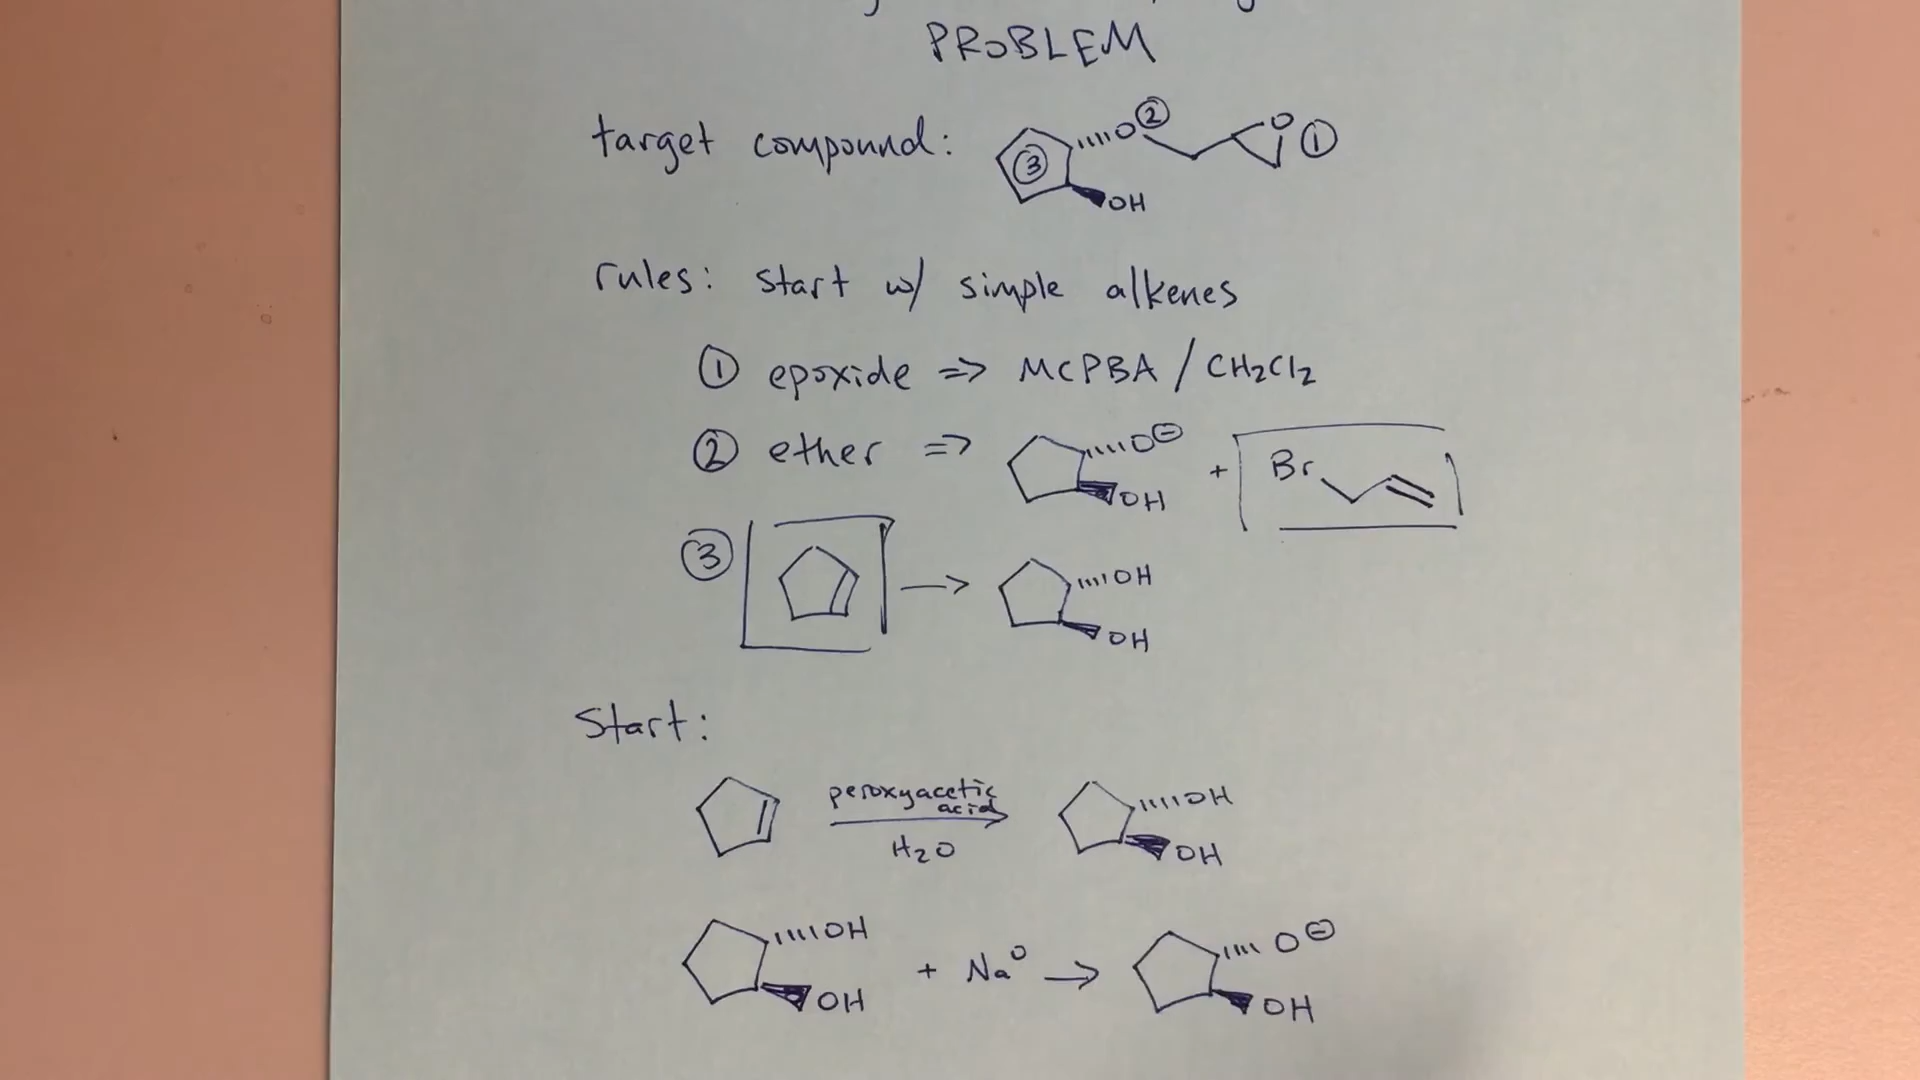 PROBLEM
target compound: ③ O ② O ① OH
rules: start w/ simple alkenes
① epoxide => MCPBA / CH2Cl2
② ether => O⊖ OH + Br
③ → OH OH
Start:
peroxyacetic acid H2O OH OH
OH OH + Na⁰ → O⊖ OH